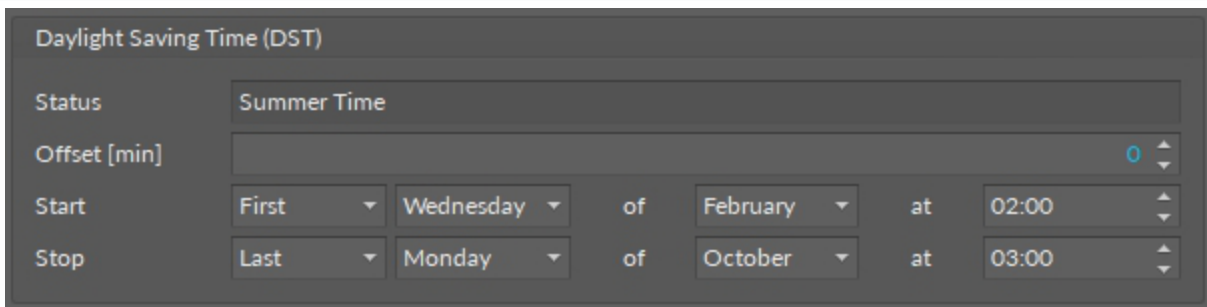 Daylight Saving Time (DST)
Status Summer Time
Offset [min] 0
Start First Wednesday of February at 02:00
Stop Last Monday of October at 03:00